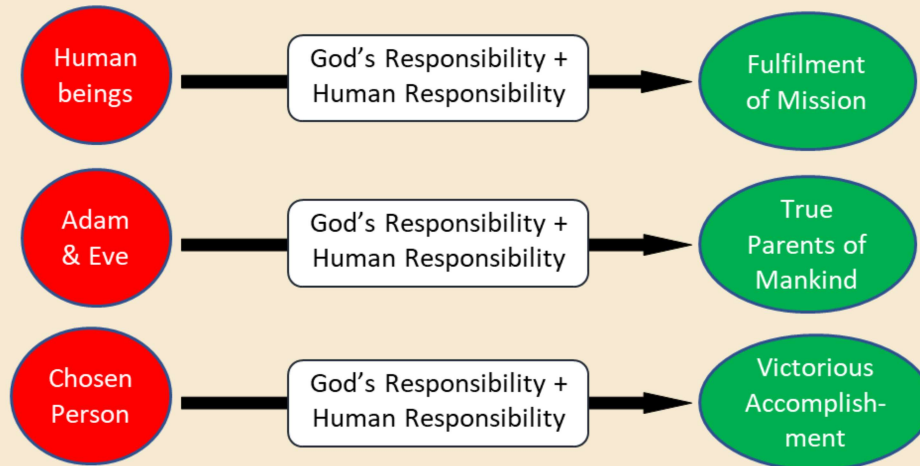 Human
beings
God's Responsibility +
Human Responsibility
Fulfilment
of Mission
Adam
& Eve
God's Responsibility +
Human Responsibility
True
Parents of
Mankind
Chosen
Person
God's Responsibility +
Human Responsibility
Victorious
Accomplish-
ment